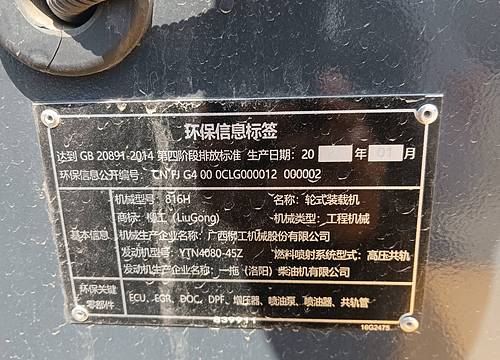 环保信息标签
达到 GB 20891-2014 第四阶段排放标准 生产日期：20 年 月
环保信息公开编号： CN FJ G4 00 0CLG000012 000002
基本信息
机械型号： 816H 名称：轮式装载机
商标：柳工（LiuGong） 机械类型：工程机械
机械生产企业名称：广西柳工机械股份有限公司
发动机型号：YTN4080-45Z 燃料喷射系统型式：高压共轨
发动机生产企业名称：一拖（洛阳）柴油机有限公司
环保关键
零部件
ECU、EGR、DOC、DPF、增压器、喷油泵、喷油器、共轨管
16G2475